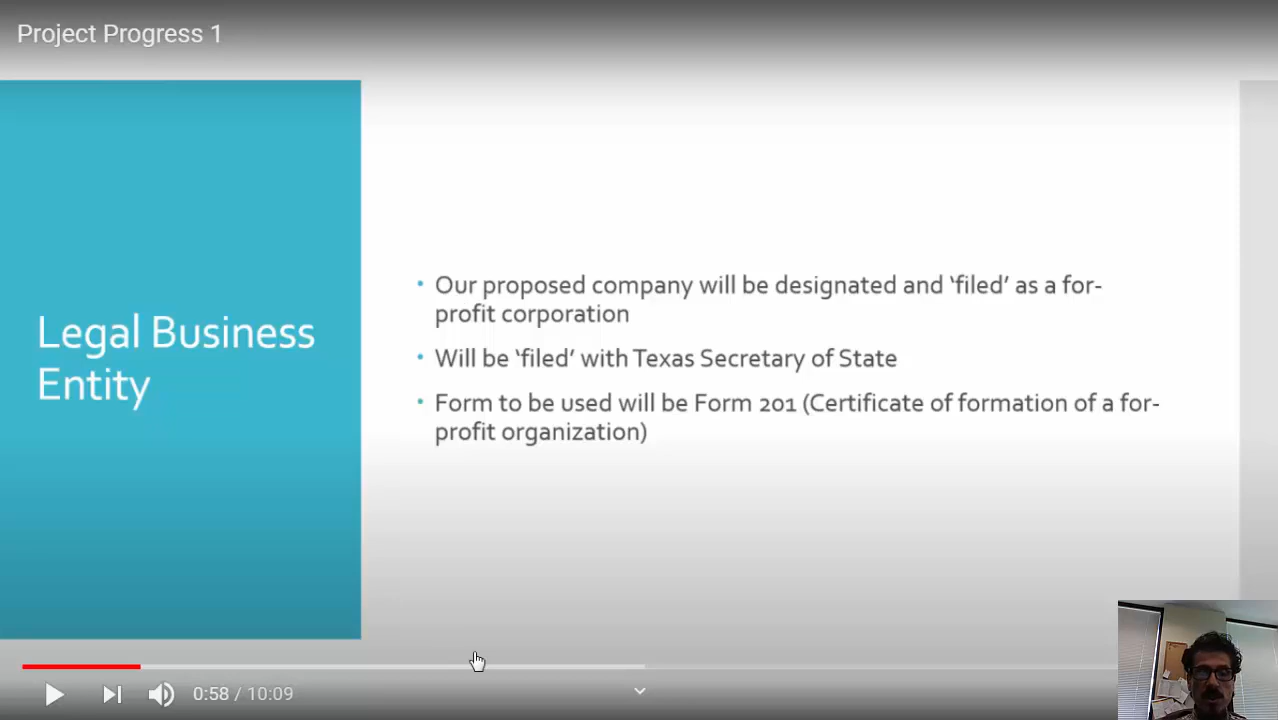 Project Progress 1
Legal Business
Entity
• Our proposed company will be designated and ‘filed’ as a for-
profit corporation
• Will be ‘filed’ with Texas Secretary of State
• Form to be used will be Form 201 (Certificate of formation of a for-
profit organization)
0:58 / 10:09